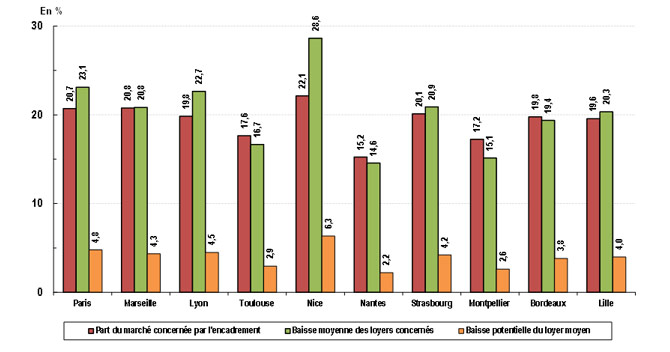 En %
30
20
10
0
20,7
23,1
4,8
20,8
20,8
4,3
19,8
22,7
4,5
17,6
16,7
2,9
22,1
28,6
6,3
15,2
14,6
2,2
20,1
20,9
4,2
17,2
15,1
2,6
19,8
19,4
3,8
19,6
20,3
4,0
Paris
Marseille
Lyon
Toulouse
Nice
Nantes
Strasbourg
Montpellier
Bordeaux
Lille
Part du marché concernée par l'encadrement
Baisse moyenne des loyers concernés
Baisse potentielle du loyer moyen